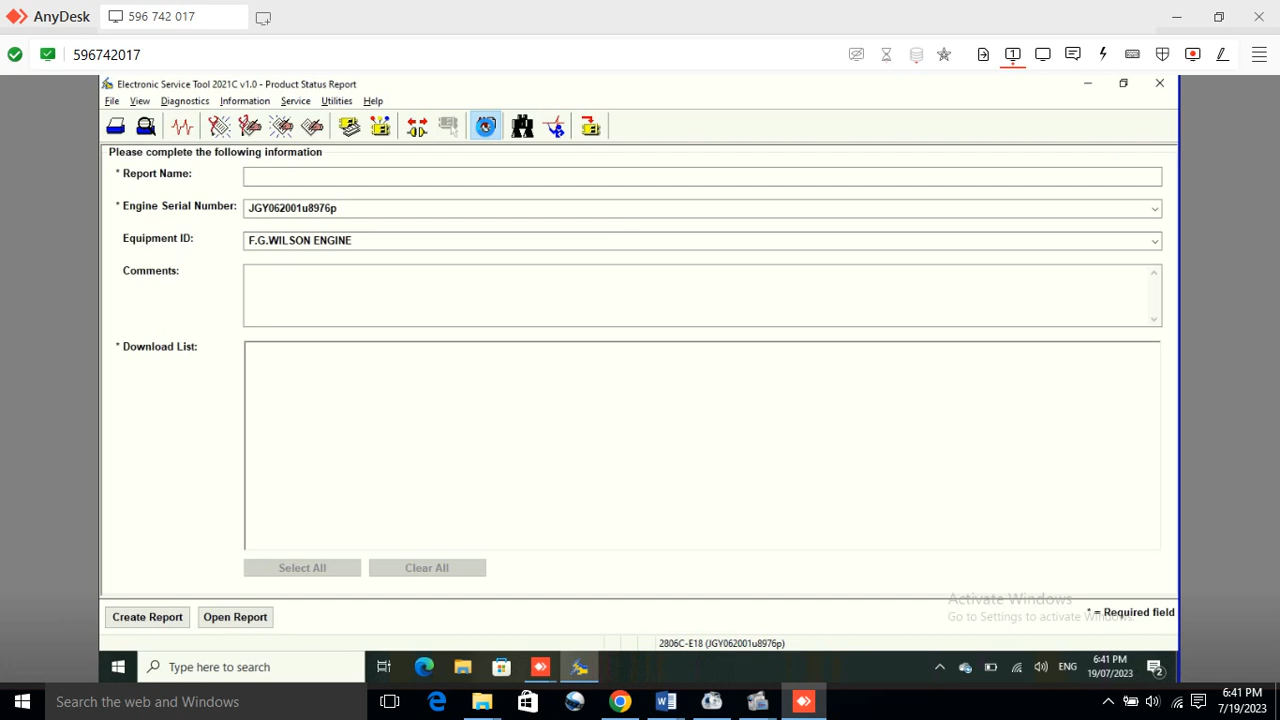 AnyDesk
596 742 017
596742017
Electronic Service Tool 2021C v1.0 - Product Status Report
File View Diagnostics Information Service Utilities Help
Please complete the following information
* Report Name:
* Engine Serial Number: JGY062001u8976p
Equipment ID: F.G.WILSON ENGINE
Comments:
* Download List:
Select All Clear All
Create Report Open Report
Activate Windows
Go to Settings to activate Windows.
* = Required field
2806C-E18 (JGY062001u8976p)
Type here to search
ENG
6:41 PM
19/07/2023
2
Search the web and Windows
6:41 PM
7/19/2023